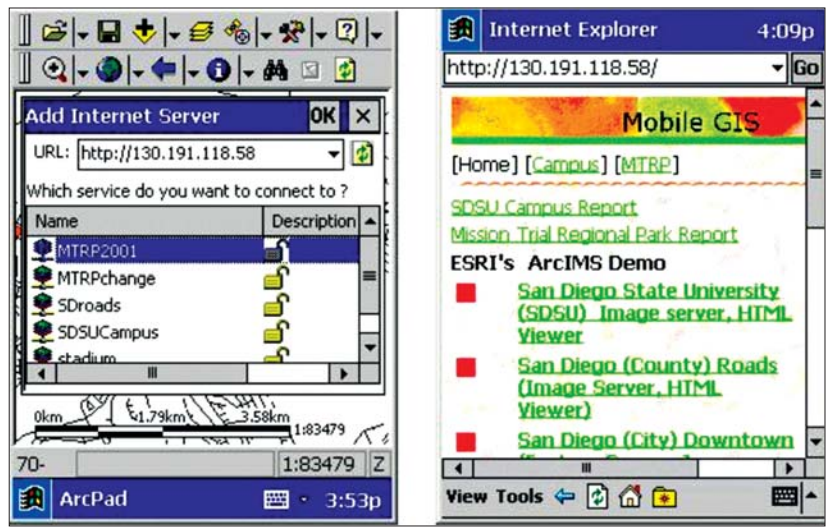 Add Internet Server OK ×
URL: http://130.191.118.58
Which service do you want to connect to ?
Name Description
MTRP2001
MTRPchange
SDroads
SDSUCampus
stadium
0km 1.79km 3.58km
1:83479
70- 1:83479 Z
ArcPad 3:53p
Internet Explorer 4:09p
http://130.191.118.58/ Go
Mobile GIS
[Home] [Campus] [MTRP]
SDSU Campus Report
Mission Trial Regional Park Report
ESRI's ArcIMS Demo
San Diego State University
(SDSU) Image server, HTML
Viewer
San Diego (County) Roads
(Image Server, HTML
Viewer)
San Diego (City) Downtown
View Tools